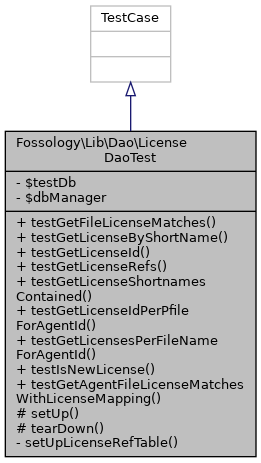 TestCase
Fossology\Lib\Dao\License
DaoTest
- $testDb
- $dbManager
+ testGetFileLicenseMatches()
+ testGetLicenseByShortName()
+ testGetLicenseId()
+ testGetLicenseRefs()
+ testGetLicenseShortnames
Contained()
+ testGetLicenseIdPerPfile
ForAgentId()
+ testGetLicensesPerFileName
ForAgentId()
+ testIsNewLicense()
+ testGetAgentFileLicenseMatches
WithLicenseMapping()
# setUp()
# tearDown()
- setUpLicenseRefTable()